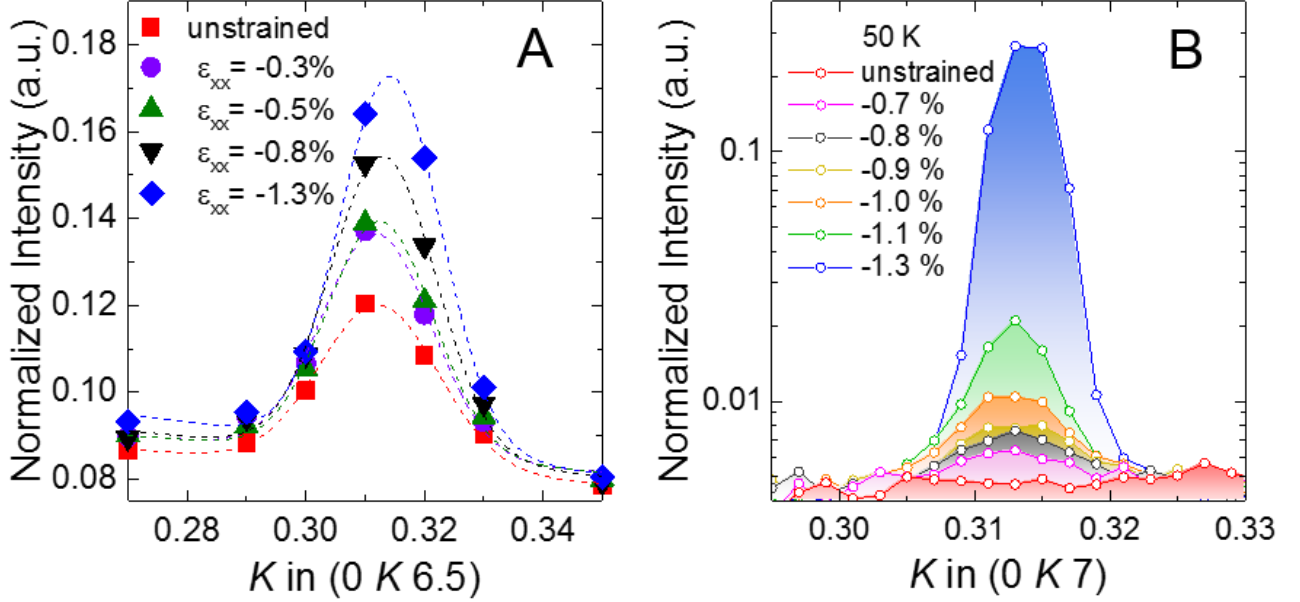 A
unstrained
εxx= -0.3%
εxx= -0.5%
εxx= -0.8%
εxx= -1.3%
Normalized Intensity (a.u.)
0.18
0.16
0.14
0.12
0.10
0.08
0.28 0.30 0.32 0.34
K in (0 K 6.5)
B
50 K
unstrained
-0.7 %
-0.8 %
-0.9 %
-1.0 %
-1.1 %
-1.3 %
Normalized Intensity (a.u.)
0.1
0.01
0.30 0.31 0.32 0.33
K in (0 K 7)